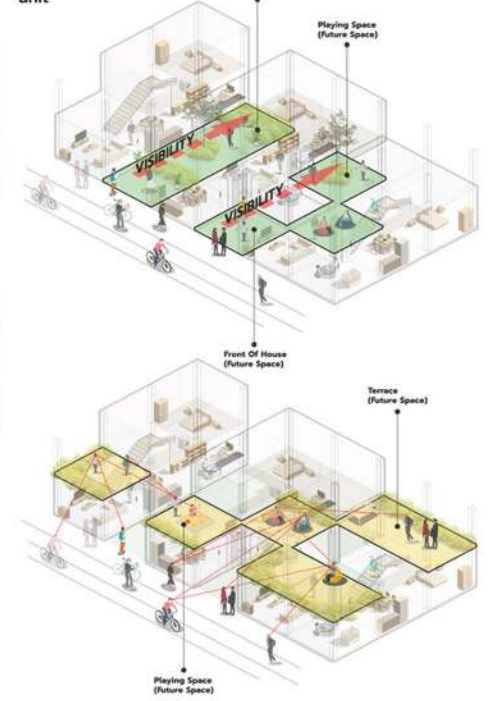 unit
Playing Space
(Future Space)
VISIBILITY
VISIBILITY
Front Of House
(Future Space)
Terrace
(Future Space)
Playing Space
(Future Space)